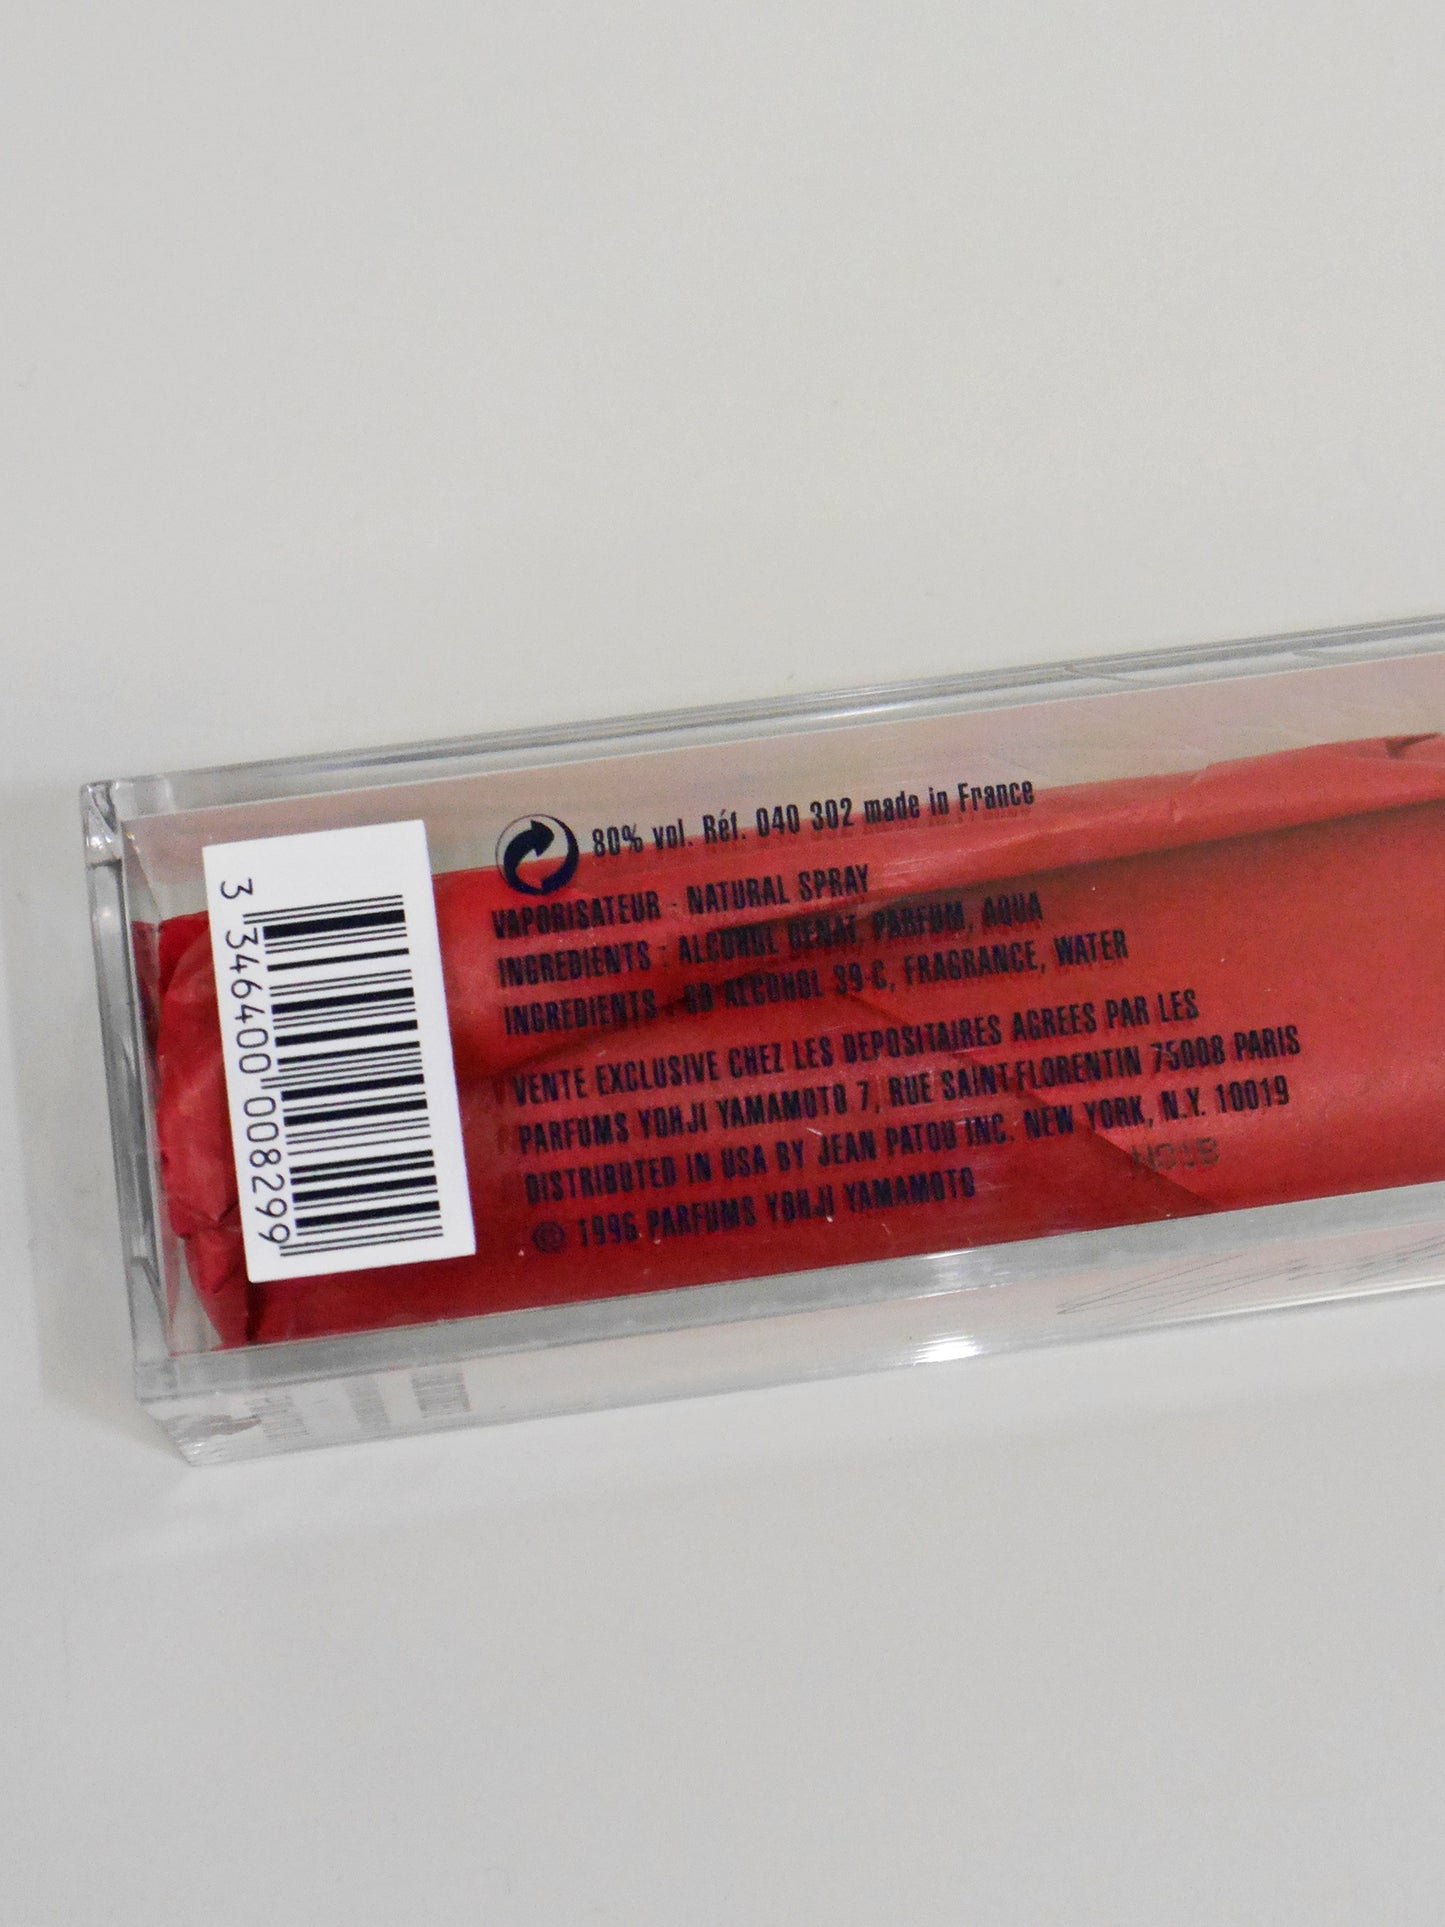 80% vol. Réf. 040 302 made in France
VAPORISATEUR - NATURAL SPRAY
INGREDIENTS : ALCOHOL DENAT, PARFUM, AQUA
INGREDIENTS : SD ALCOHOL 39-C, FRAGRANCE, WATER
VENTE EXCLUSIVE CHEZ LES DEPOSITAIRES AGREES PAR LES
PARFUMS YOHJI YAMAMOTO 7, RUE SAINT FLORENTIN 75008 PARIS
DISTRIBUTED IN USA BY JEAN PATOU INC. NEW YORK, N.Y. 10019
© 1996 PARFUMS YOHJI YAMAMOTO
3 346400 008299